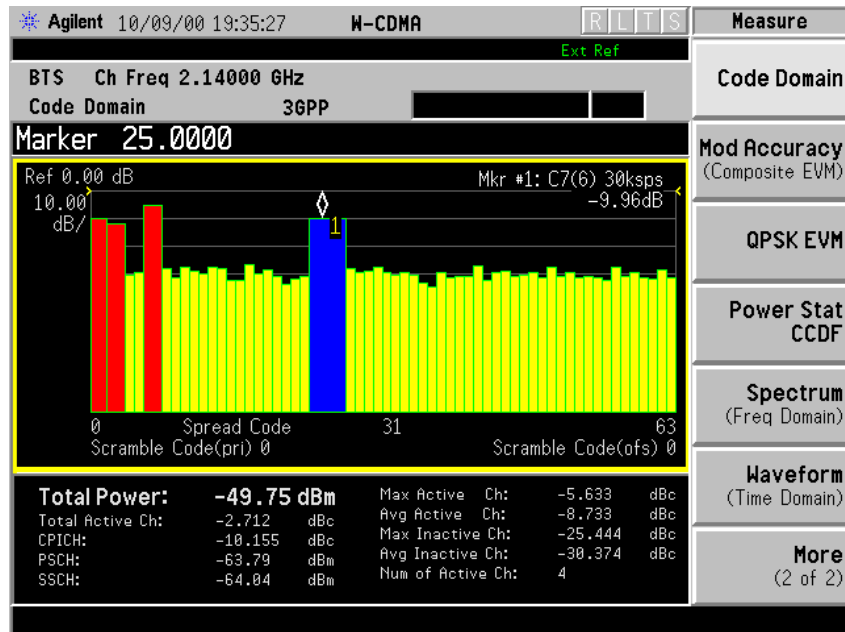 Agilent 10/09/00 19:35:27 W-CDMA R L T S Measure
Ext Ref
BTS Ch Freq 2.14000 GHz
Code Domain 3GPP
Marker 25.0000
Ref 0.00 dB Mkr #1: C7(6) 30ksps
10.00 -9.96dB
dB/
1
0 Spread Code 31 63
Scramble Code(pri) 0 Scramble Code(ofs) 0
Total Power: -49.75 dBm
Total Active Ch: -2.712 dBc
CPICH: -10.155 dBc
PSCH: -63.79 dBm
SSCH: -64.04 dBm
Max Active Ch: -5.633 dBc
Avg Active Ch: -8.733 dBc
Max Inactive Ch: -25.444 dBc
Avg Inactive Ch: -30.374 dBc
Num of Active Ch: 4
Code Domain
Mod Accuracy
(Composite EVM)
QPSK EVM
Power Stat
CCDF
Spectrum
(Freq Domain)
Waveform
(Time Domain)
More
(2 of 2)